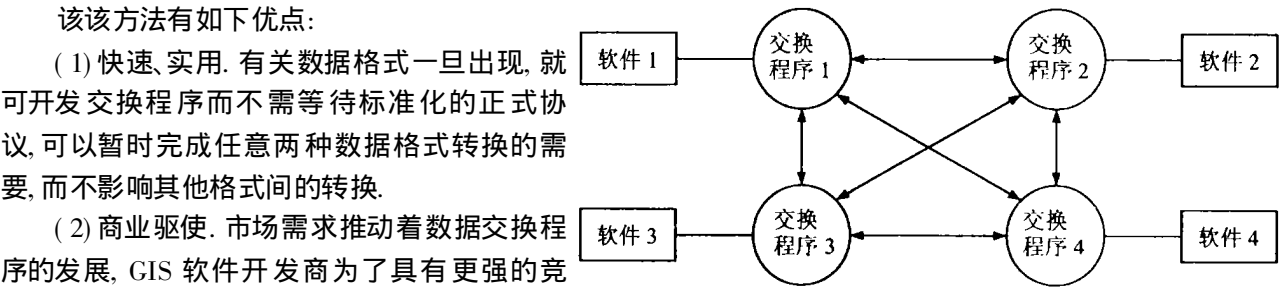 该该方法有如下优点:
(1)快速、实用. 有关数据格式一旦出现, 就
可开发交换程序而不需等待标准化的正式协
议, 可以暂时完成任意两种数据格式转换的需
要, 而不影响其他格式间的转换.
(2)商业驱使. 市场需求推动着数据交换程
序的发展, GIS 软件开发商为了具有更强的竞
软件 1
交换
程序 1
交换
程序 2
软件 2
软件 3
交换
程序 3
交换
程序 4
软件 4